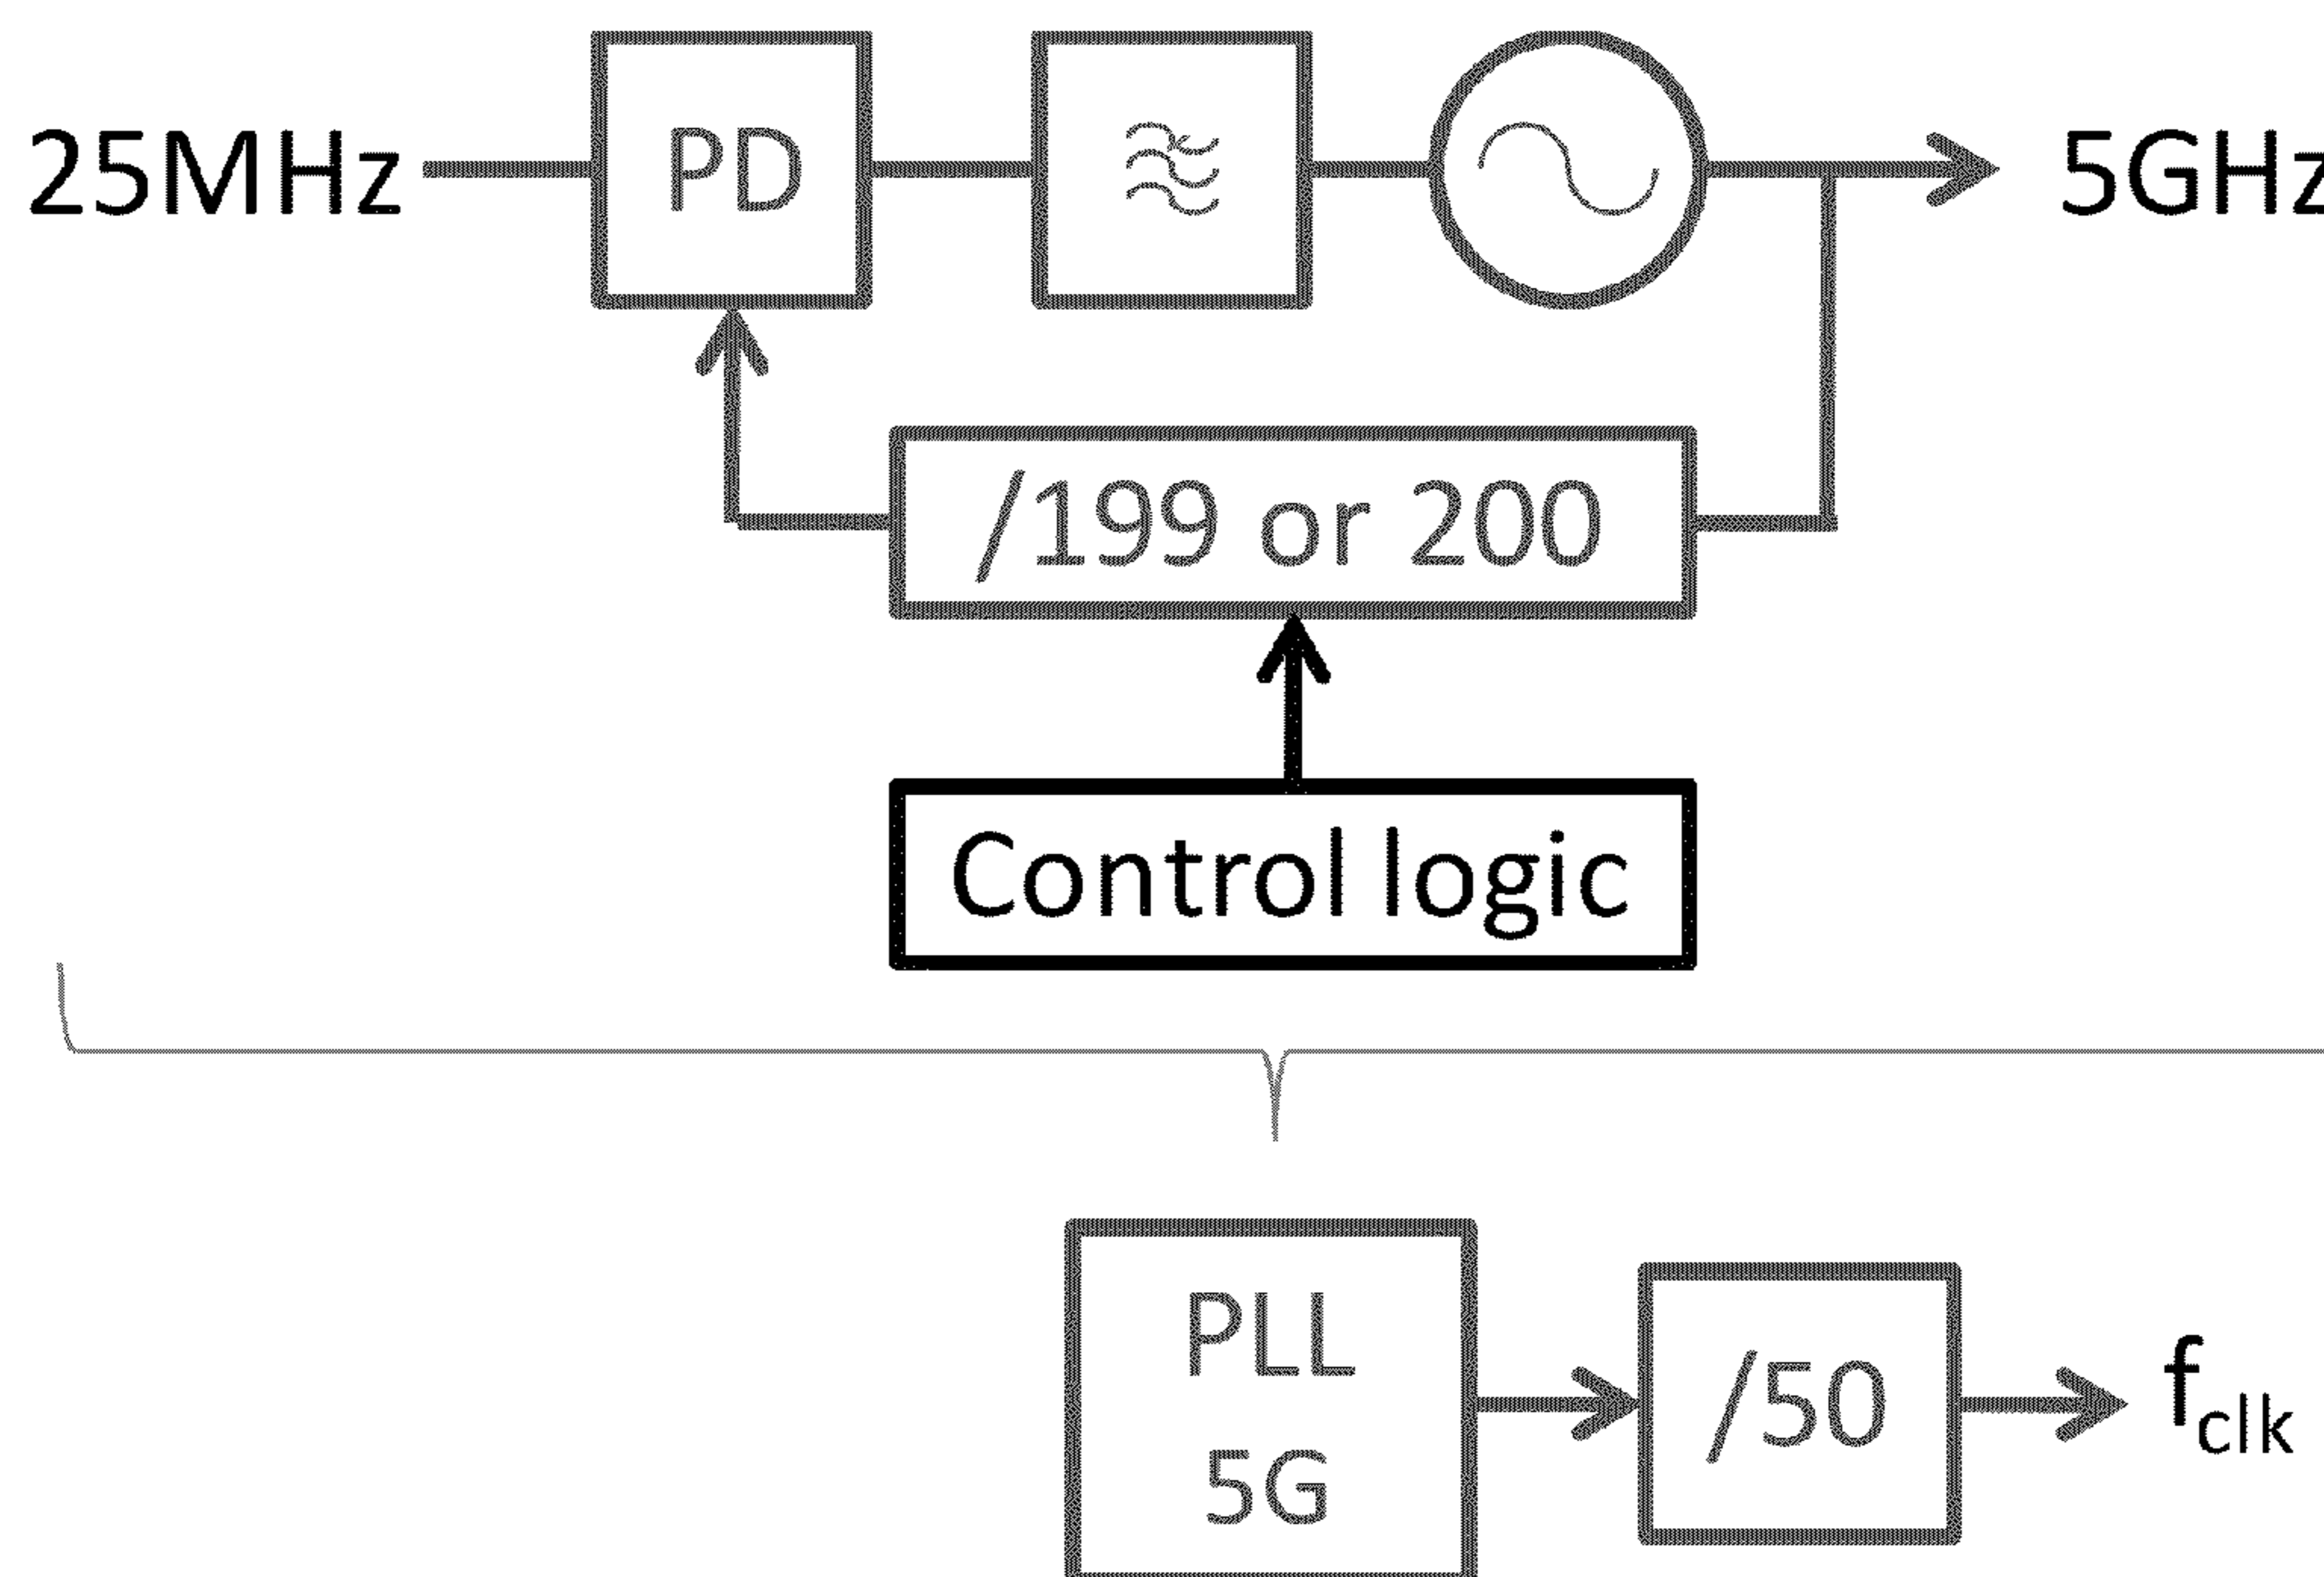 25MHz
PD
5GHz
/199 or 200
Control logic
PLL
5G
/50
fclk